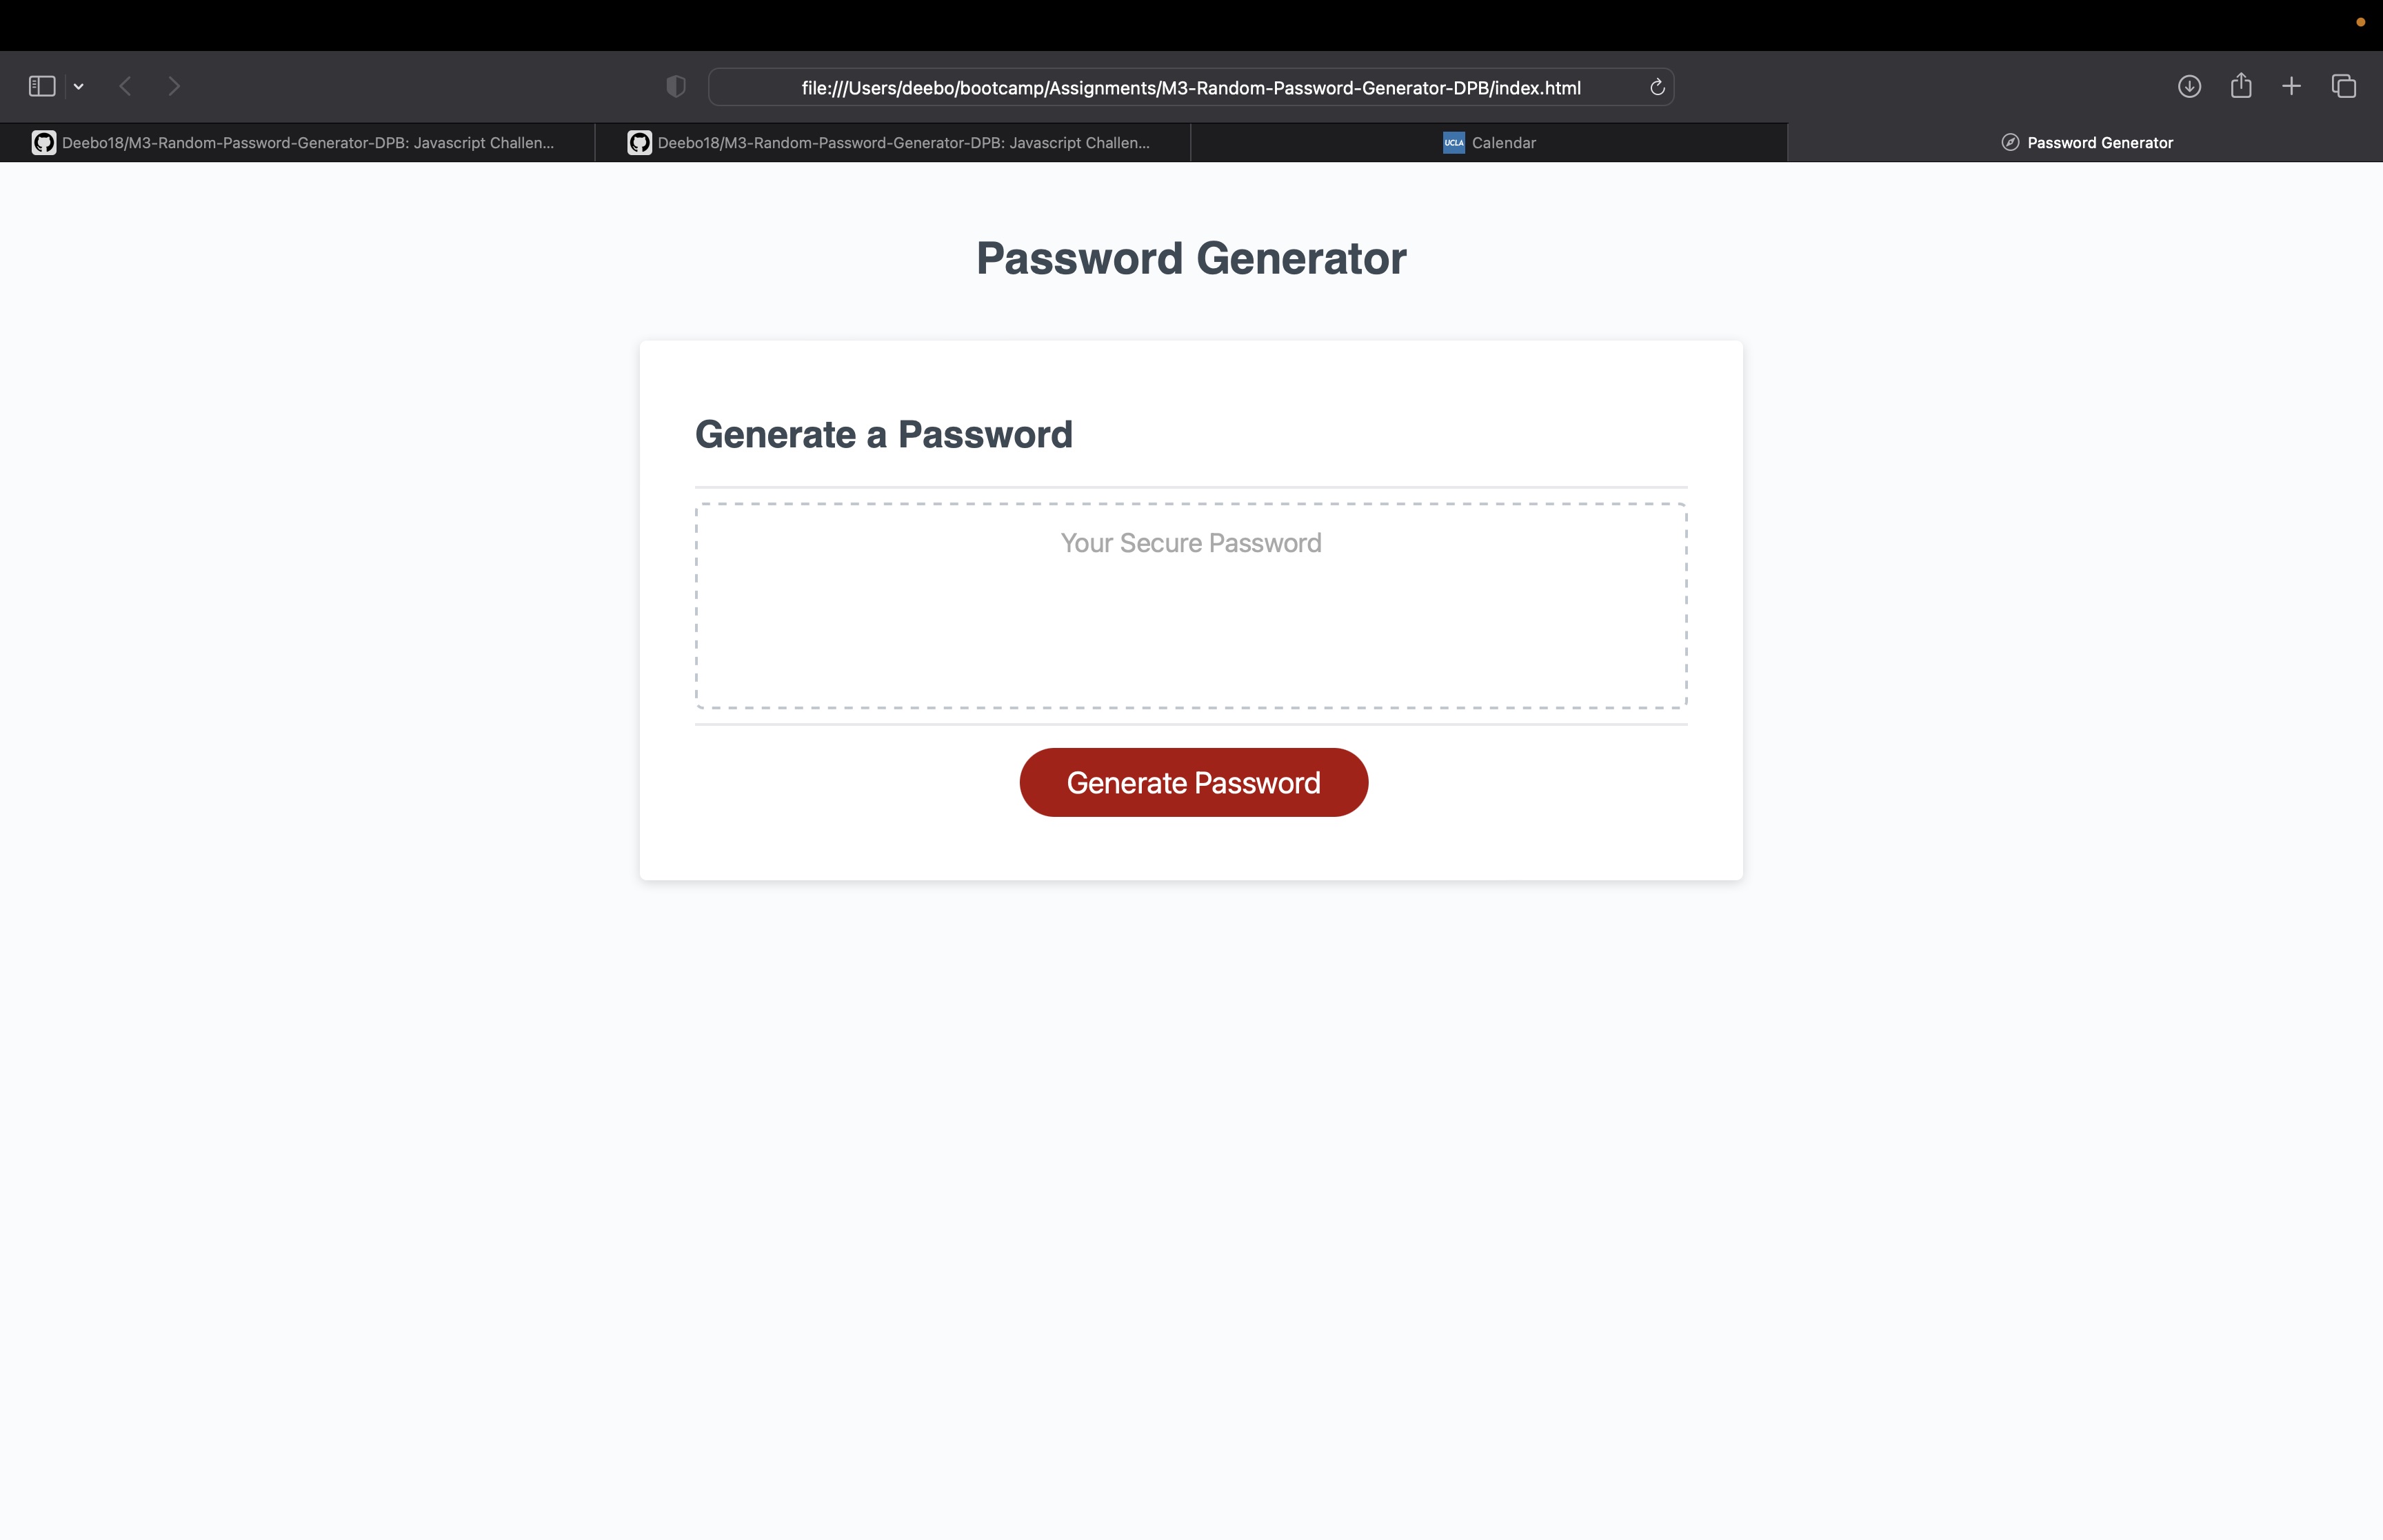 file:///Users/deebo/bootcamp/Assignments/M3-Random-Password-Generator-DPB/index.html
Deebo18/M3-Random-Password-Generator-DPB: Javascript Challen...
Deebo18/M3-Random-Password-Generator-DPB: Javascript Challen...
UCLA Calendar
Password Generator
Password Generator
Generate a Password
Your Secure Password
Generate Password